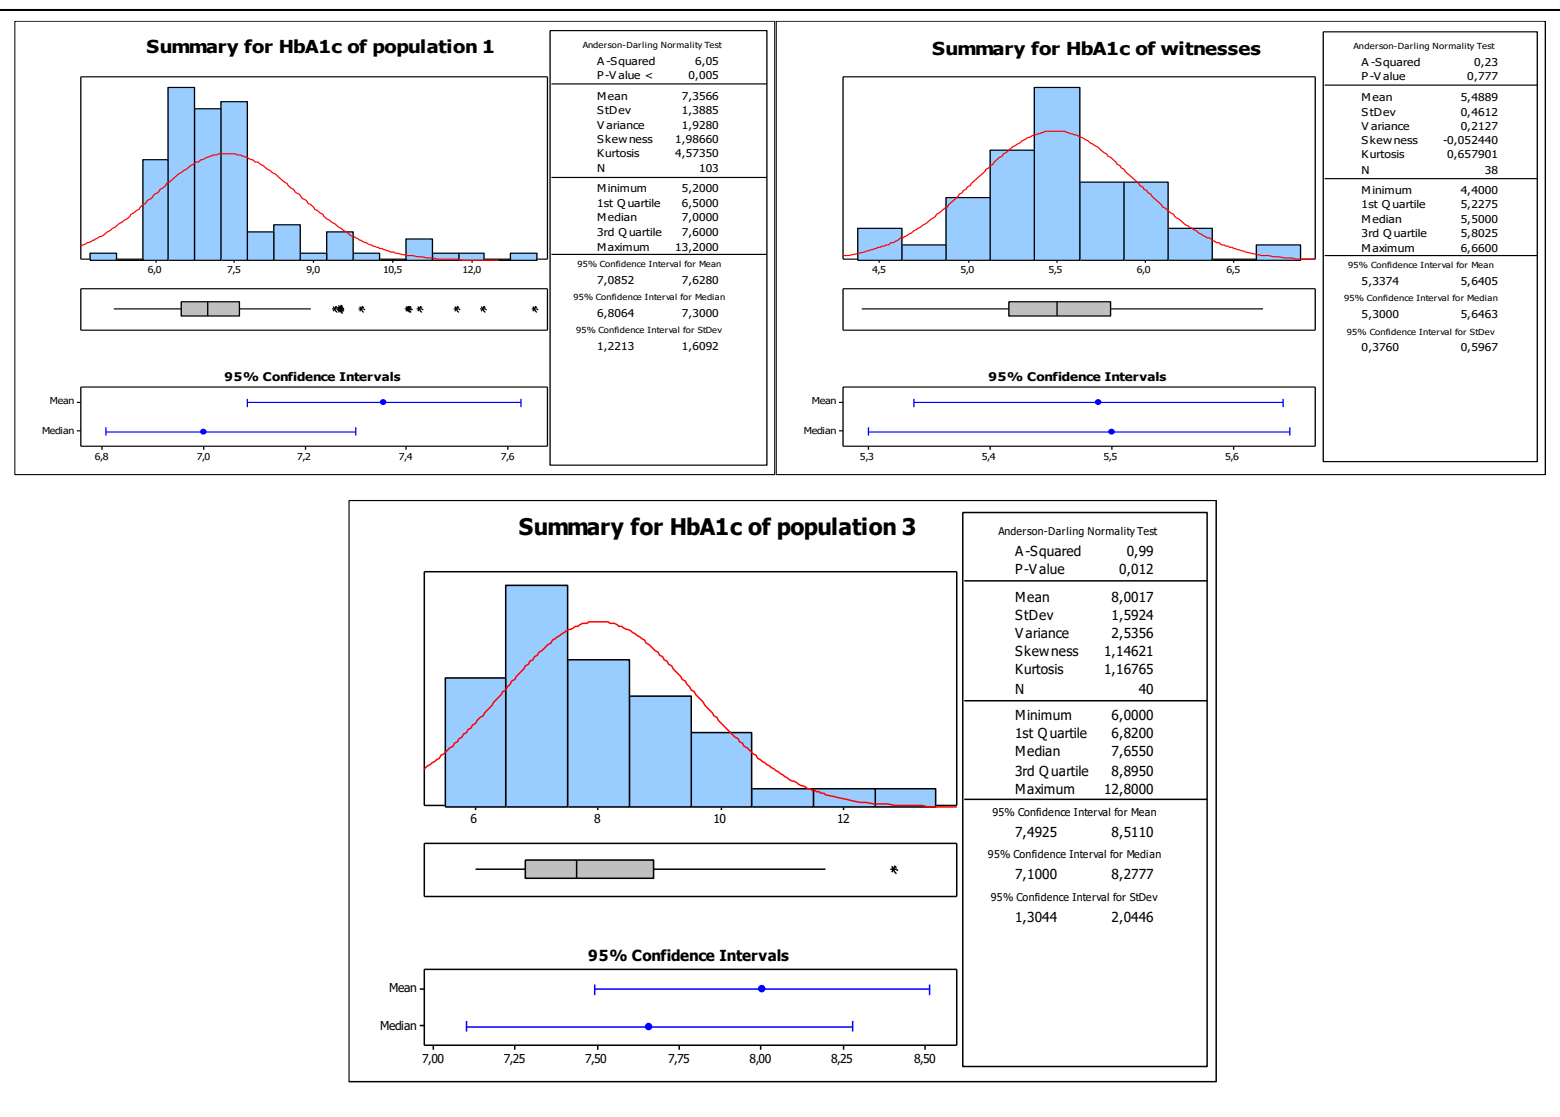 Summary for HbA1c of population 1
6,0 7,5 9,0 10,5 12,0
95% Confidence Intervals
Mean
Median
6,8 7,0 7,2 7,4 7,6
Anderson-Darling Normality Test
A-Squared 6,05
P-Value < 0,005
Mean 7,3566
StDev 1,3885
Variance 1,9280
Skewness 1,98660
Kurtosis 4,57350
N 103
Minimum 5,2000
1st Quartile 6,5000
Median 7,0000
3rd Quartile 7,6000
Maximum 13,2000
95% Confidence Interval for Mean
7,0852 7,6280
95% Confidence Interval for Median
6,8064 7,3000
95% Confidence Interval for StDev
1,2213 1,6092
Summary for HbA1c of witnesses
4,5 5,0 5,5 6,0 6,5
95% Confidence Intervals
Mean
Median
5,3 5,4 5,5 5,6
Anderson-Darling Normality Test
A-Squared 0,23
P-Value 0,777
Mean 5,4889
StDev 0,4612
Variance 0,2127
Skewness -0,052440
Kurtosis 0,657901
N 38
Minimum 4,4000
1st Quartile 5,2275
Median 5,5000
3rd Quartile 5,8025
Maximum 6,6600
95% Confidence Interval for Mean
5,3374 5,6405
95% Confidence Interval for Median
5,3000 5,6463
95% Confidence Interval for StDev
0,3760 0,5967
Summary for HbA1c of population 3
6 8 10 12
95% Confidence Intervals
Mean
Median
7,00 7,25 7,50 7,75 8,00 8,25 8,50
Anderson-Darling Normality Test
A-Squared 0,99
P-Value 0,012
Mean 8,0017
StDev 1,5924
Variance 2,5356
Skewness 1,14621
Kurtosis 1,16765
N 40
Minimum 6,0000
1st Quartile 6,8200
Median 7,6550
3rd Quartile 8,8950
Maximum 12,8000
95% Confidence Interval for Mean
7,4925 8,5110
95% Confidence Interval for Median
7,1000 8,2777
95% Confidence Interval for StDev
1,3044 2,0446